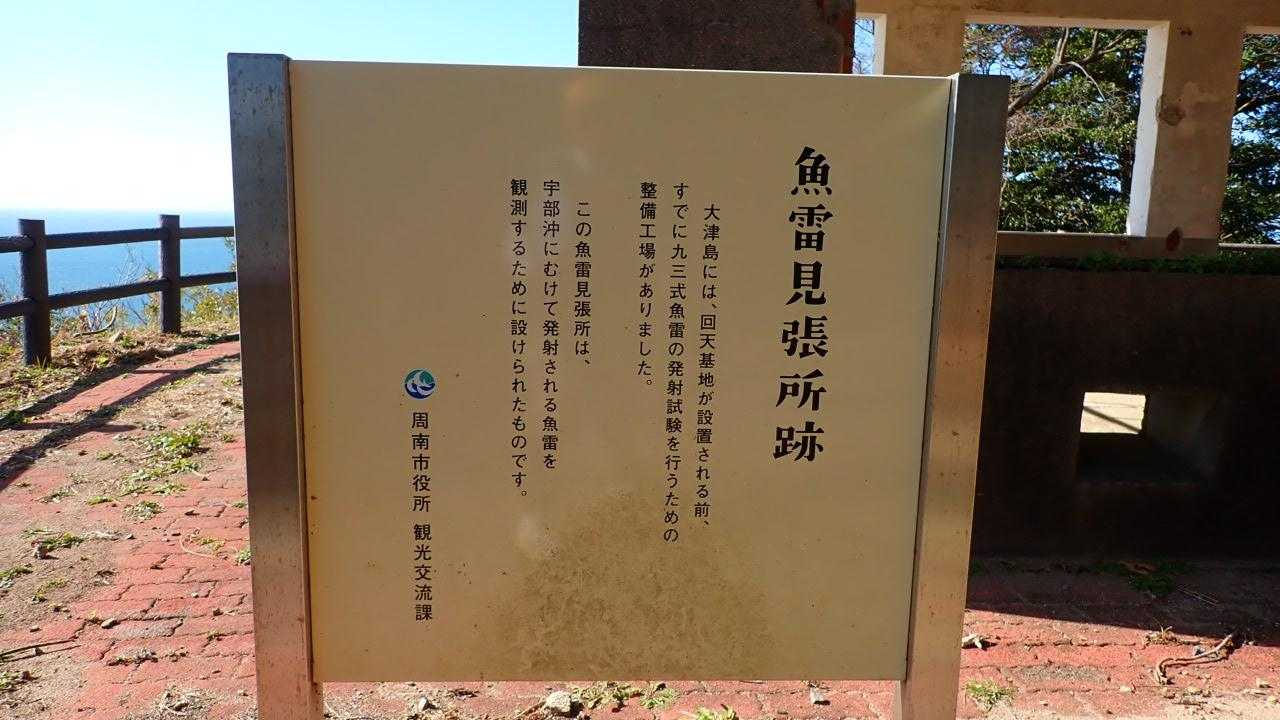 魚雷見張所跡
大津島には、回天基地が設置される前、
すでに九三式魚雷の発射試験を行うための
整備工場がありました。
この魚雷見張所は、
宇部沖にむけて発射される魚雷を
観測するために設けられたものです。
周南市役所 観光交流課